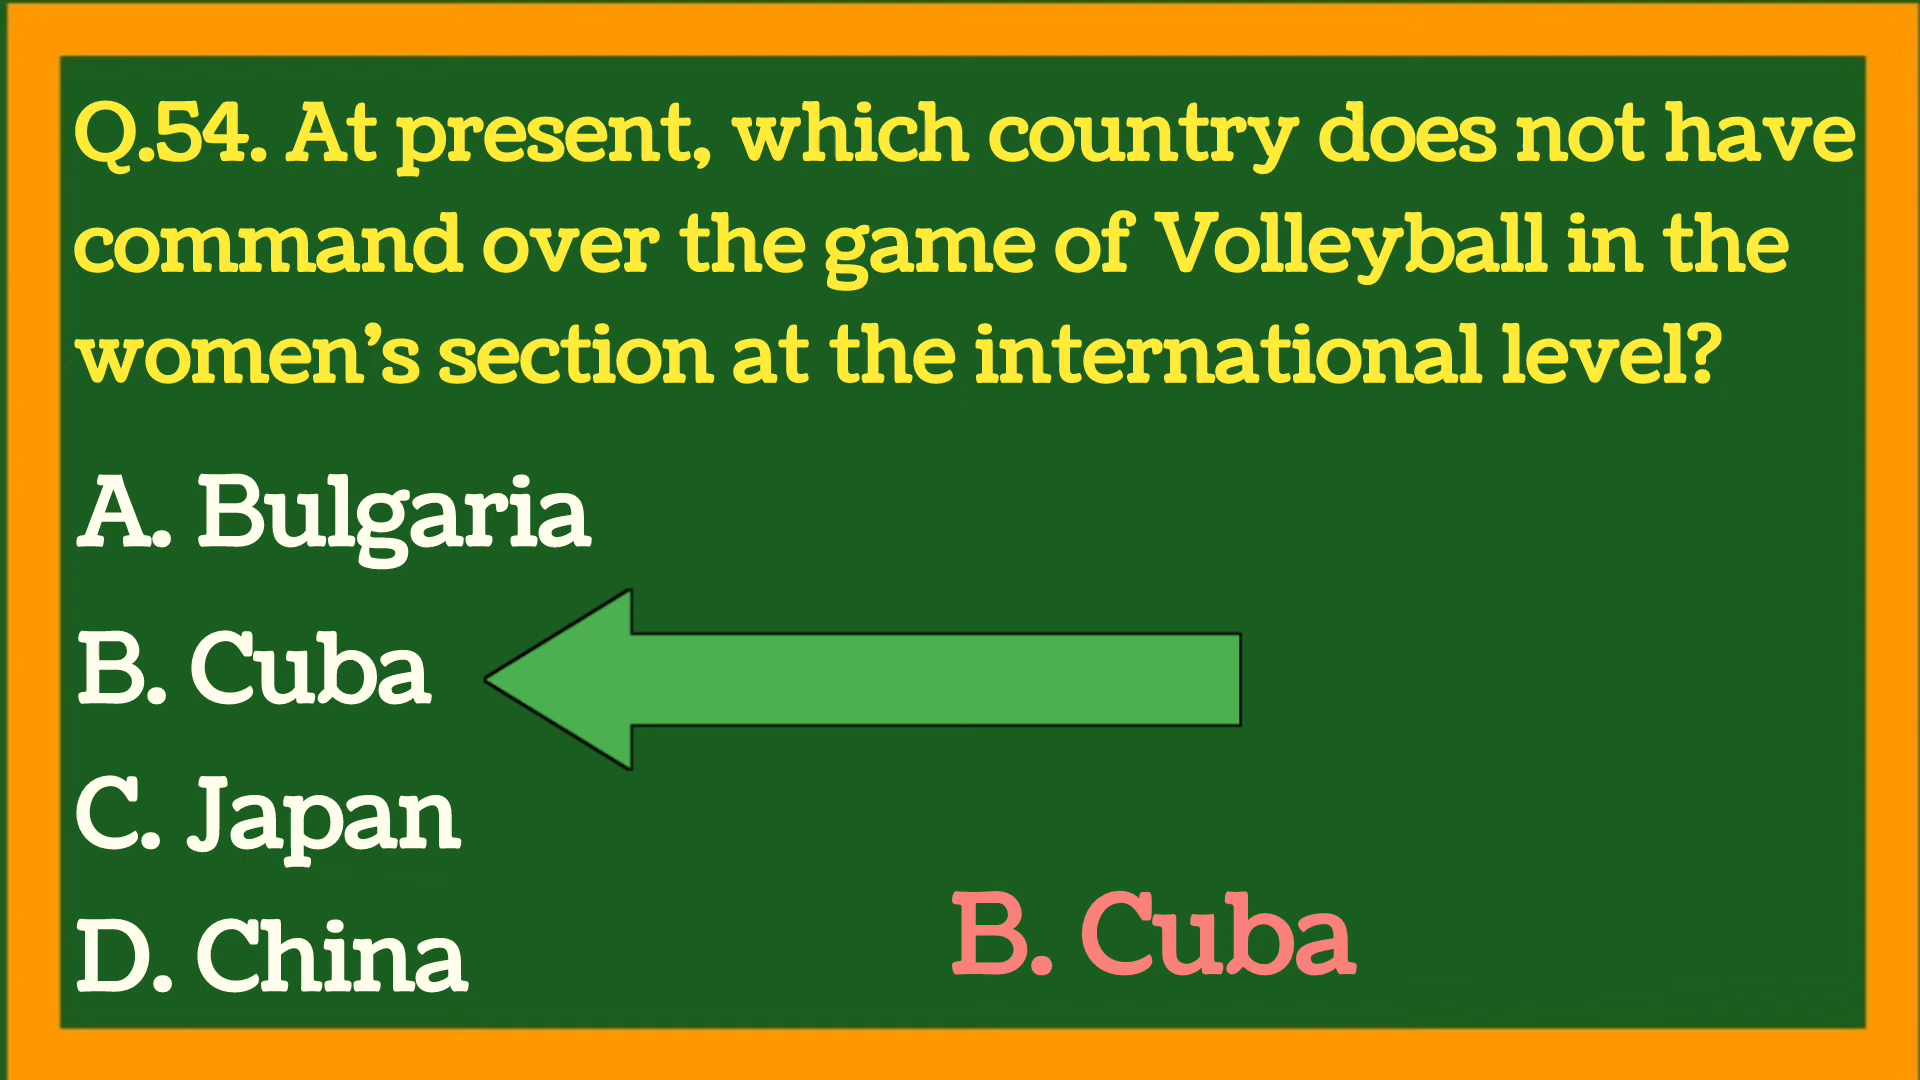 Q.54. At present, which country does not have
command over the game of Volleyball in the
women’s section at the international level?
A. Bulgaria
B. Cuba
C. Japan
D. China
B. Cuba